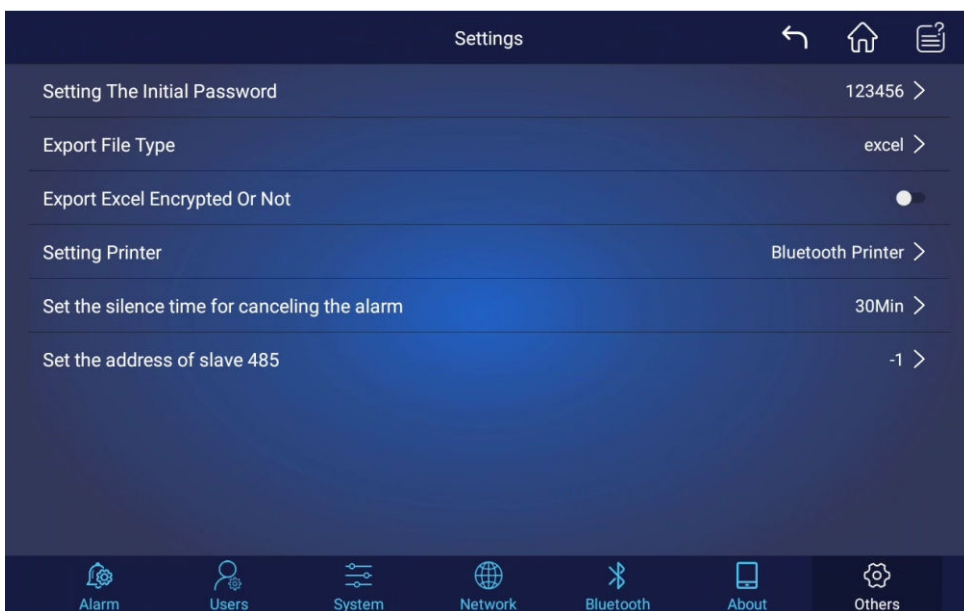 Settings
Setting The Initial Password 123456
Export File Type excel
Export Excel Encrypted Or Not
Setting Printer Bluetooth Printer
Set the silence time for canceling the alarm 30Min
Set the address of slave 485 -1
Alarm Users System Network Bluetooth About Others